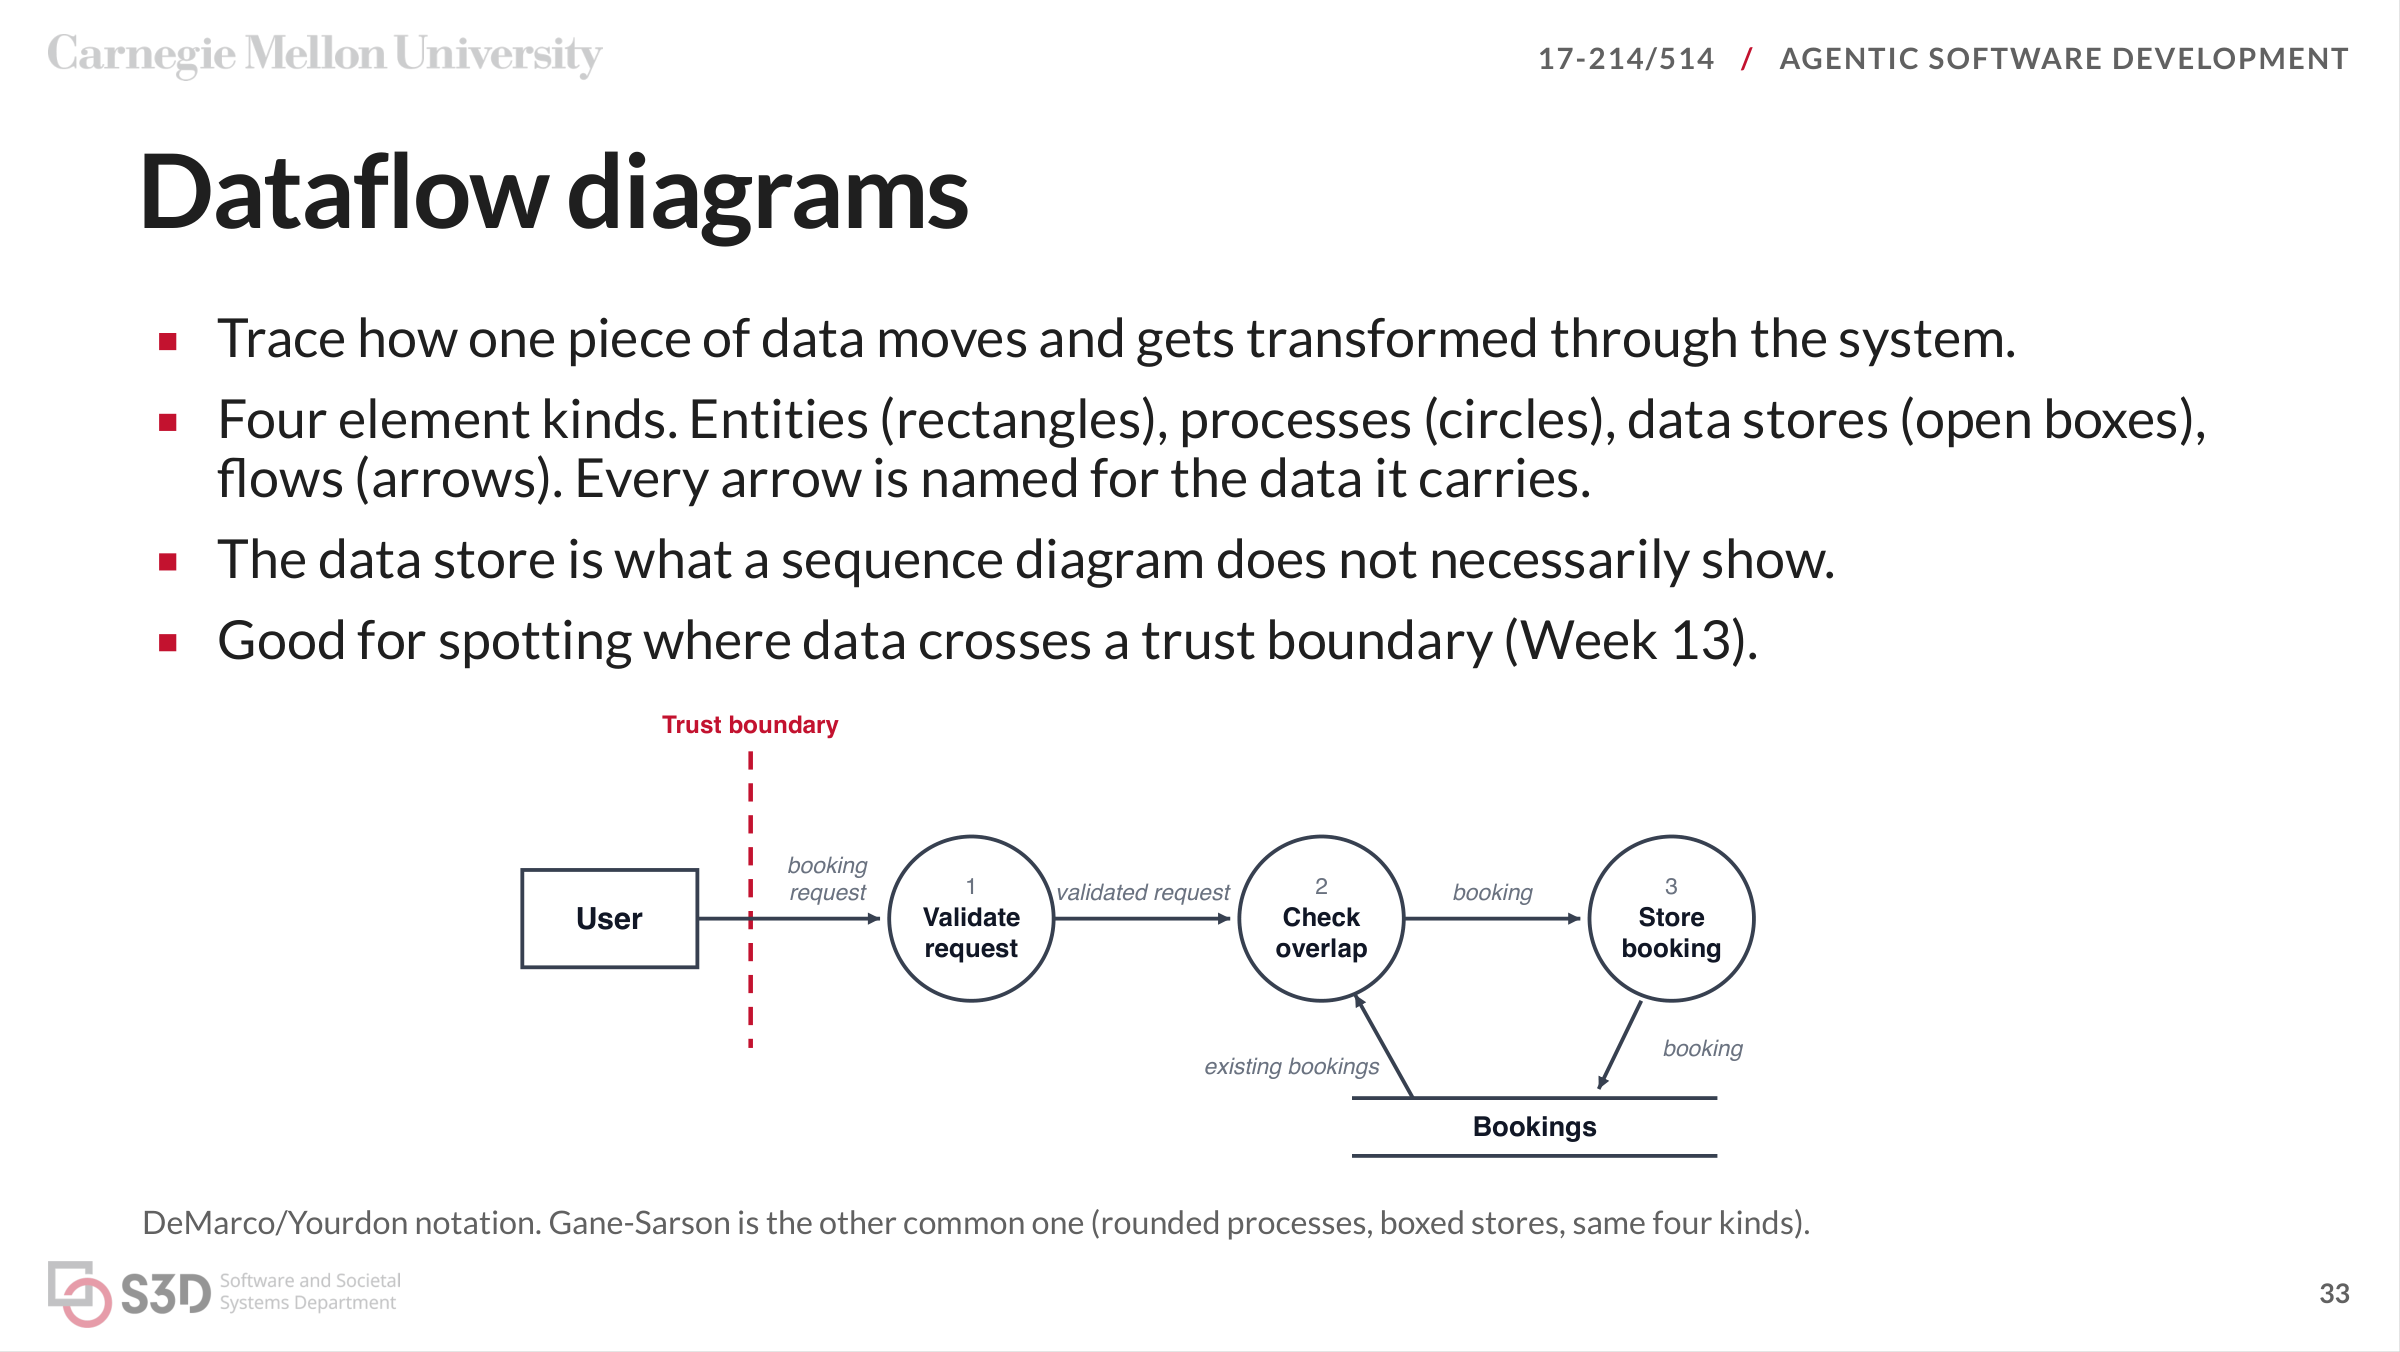 Carnegie Mellon University
17-214/514 / AGENTIC SOFTWARE DEVELOPMENT
Dataflow diagrams
Trace how one piece of data moves and gets transformed through the system.
Four element kinds. Entities (rectangles), processes (circles), data stores (open boxes),
flows (arrows). Every arrow is named for the data it carries.
The data store is what a sequence diagram does not necessarily show.
Good for spotting where data crosses a trust boundary (Week 13).
Trust boundary
User
booking
request
1
Validate
request
validated request
2
Check
overlap
booking
3
Store
booking
existing bookings
booking
Bookings
DeMarco/Yourdon notation. Gane-Sarson is the other common one (rounded processes, boxed stores, same four kinds).
S3D
Software and Societal
Systems Department
33